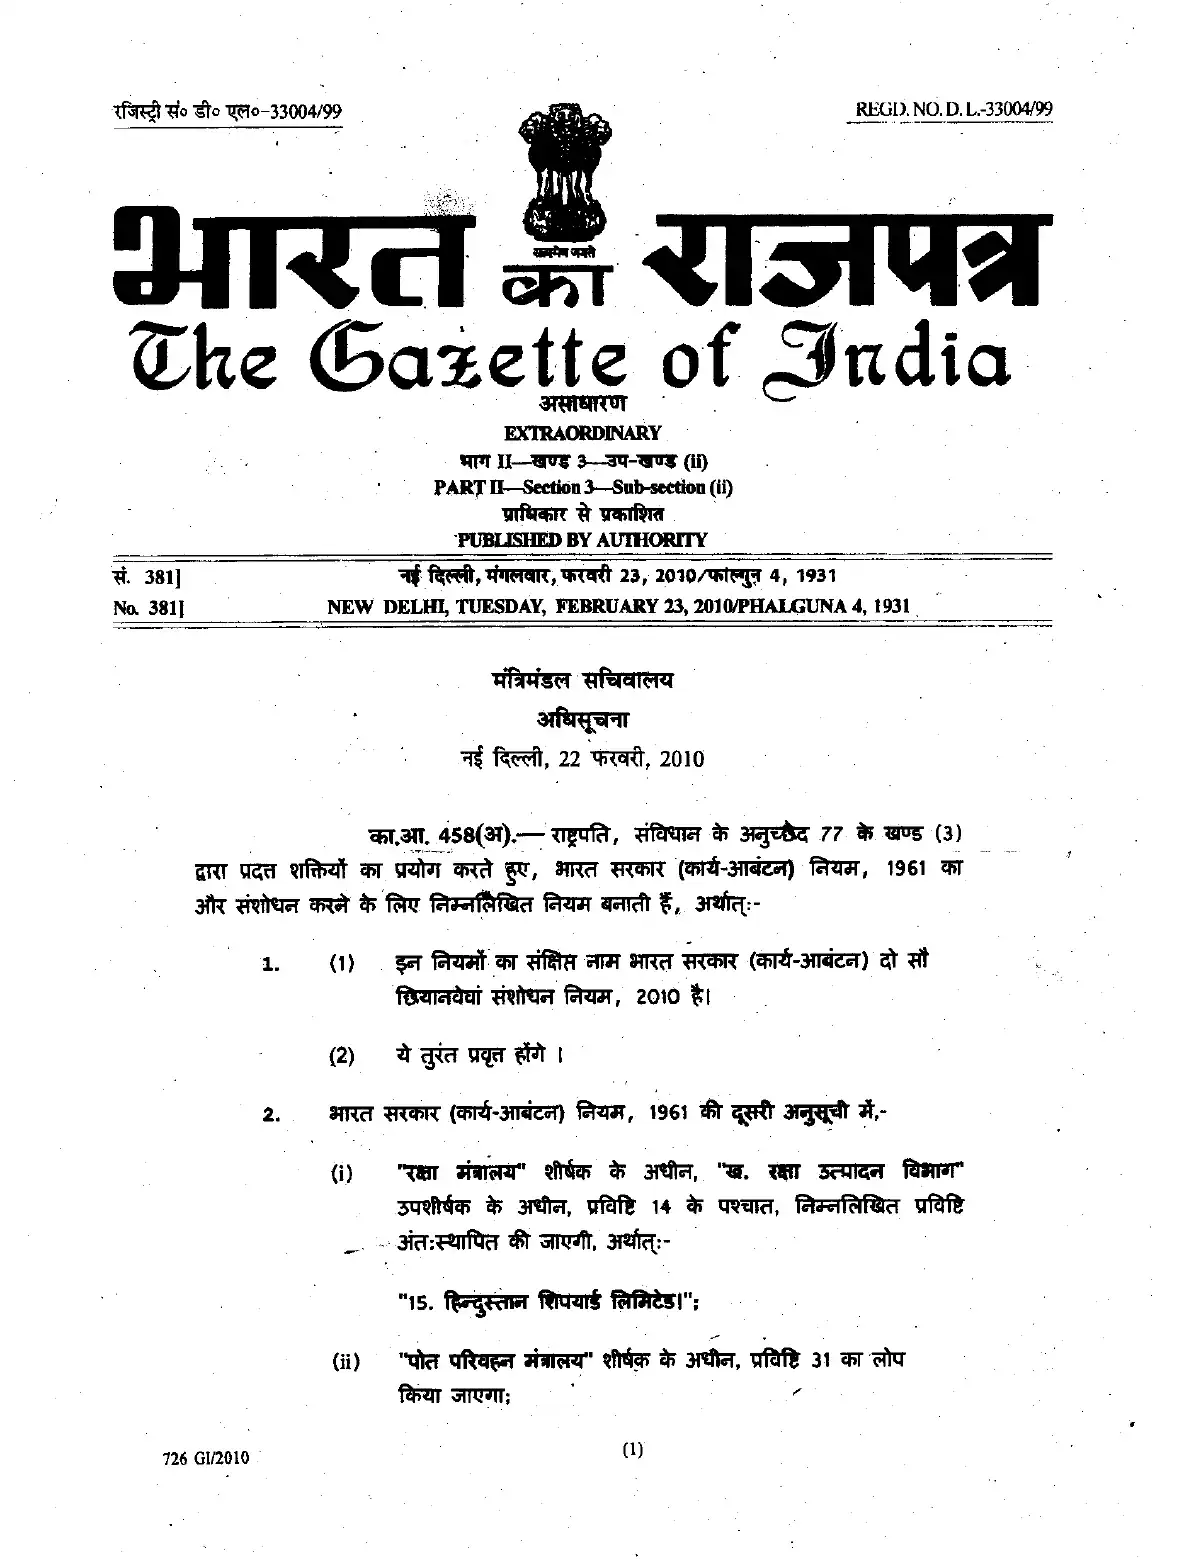 रजिस्ट्री सं० डी० एल०-33004/99
REGD. NO. D. L.-33004/99
सत्यमेव जयते
भारत का राजपत्र
The Gazette of India
असाधारण
EXTRAORDINARY
भाग II—खण्ड 3—उप-खण्ड (ii)
PART II—Section 3—Sub-section (ii)
प्राधिकार से प्रकाशित
PUBLISHED BY AUTHORITY
सं. 381] नई दिल्ली, मंगलवार, फरवरी 23, 2010/फाल्गुन 4, 1931
No. 381] NEW DELHI, TUESDAY, FEBRUARY 23, 2010/PHALGUNA 4, 1931
मंत्रिमंडल सचिवालय
अधिसूचना
नई दिल्ली, 22 फरवरी, 2010
का.आ. 458(अ).— राष्ट्रपति, संविधान के अनुच्छेद 77 के खण्ड (3)
द्वारा प्रदत्त शक्तियों का प्रयोग करते हुए, भारत सरकार (कार्य-आबंटन) नियम, 1961 का
और संशोधन करने के लिए निम्नलिखित नियम बनाती हैं, अर्थात्:-
1. (1) इन नियमों का संक्षिप्त नाम भारत सरकार (कार्य-आबंटन) दो सौ
छियानवेवां संशोधन नियम, 2010 है।
(2) ये तुरंत प्रवृत्त होंगे ।
2. भारत सरकार (कार्य-आबंटन) नियम, 1961 की दूसरी अनुसूची में,-
(i) "रक्षा मंत्रालय" शीर्षक के अधीन, "ख. रक्षा उत्पादन विभाग"
उपशीर्षक के अधीन, प्रविष्टि 14 के पश्चात, निम्नलिखित प्रविष्टि
अंत:स्थापित की जाएगी, अर्थात्:-
"15. हिन्दुस्तान शिपयार्ड लिमिटेड।";
(ii) "पोत परिवहन मंत्रालय" शीर्षक के अधीन, प्रविष्टि 31 का लोप
किया जाएगा;
726 GI/2010
(1)